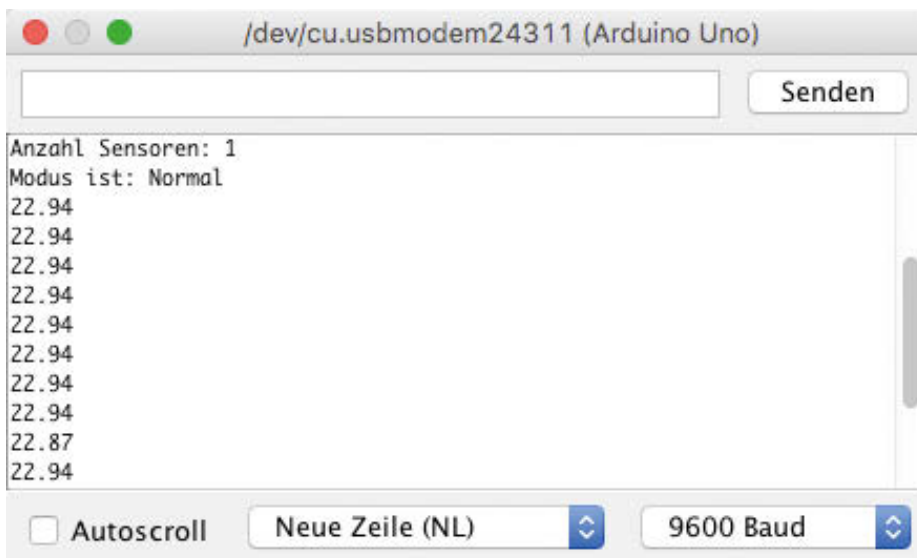 /dev/cu.usbmodem24311 (Arduino Uno)
Senden
Anzahl Sensoren: 1
Modus ist: Normal
22.94
22.94
22.94
22.94
22.94
22.94
22.94
22.94
22.87
22.94
Autoscroll Neue Zeile (NL) 9600 Baud